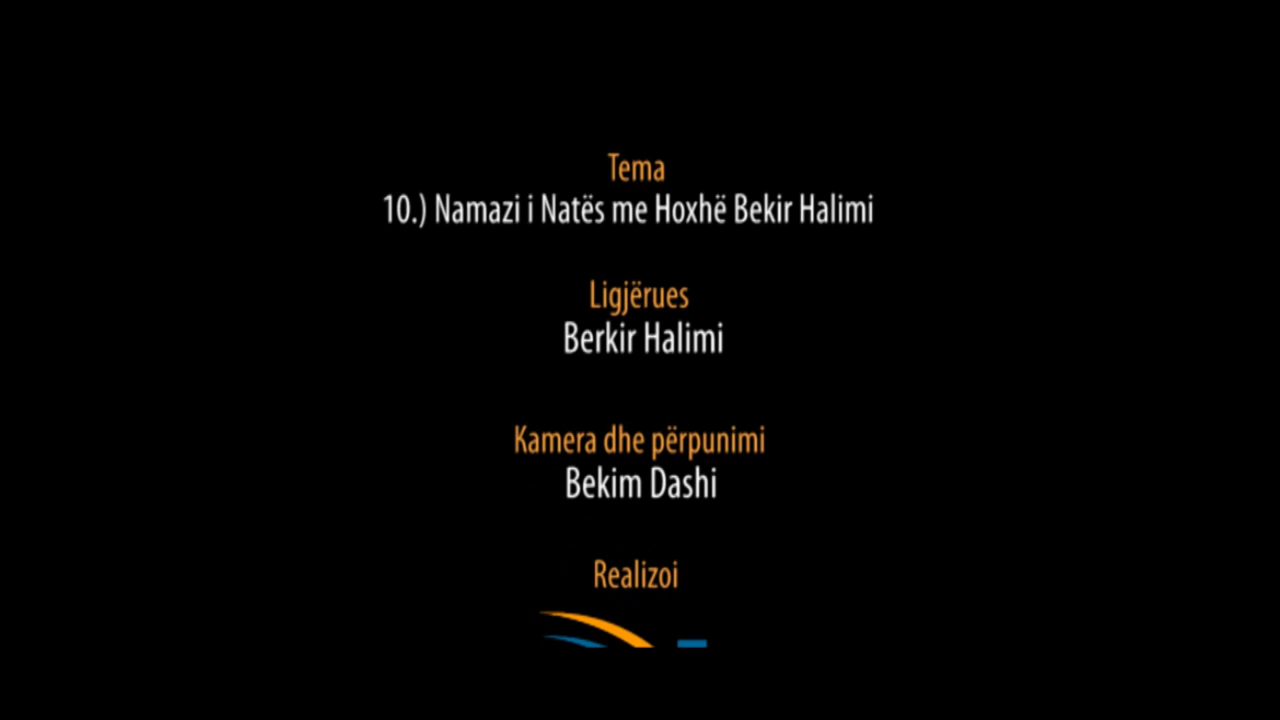 Tema
10.) Namazi i Natës me Hoxhë Bekir Halimi
Ligjërues
Berkir Halimi
Kamera dhe përpunimi
Bekim Dashi
Realizoi